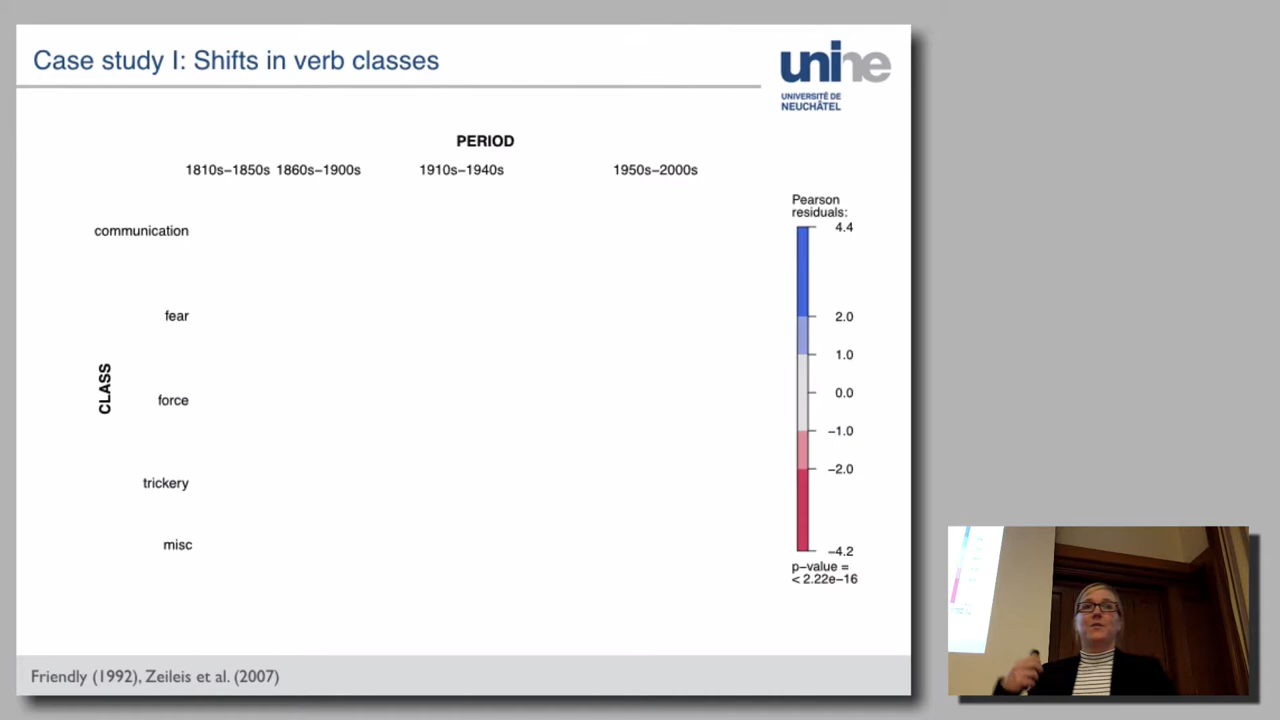 Case study I: Shifts in verb classes
unine
UNIVERSITÉ DE
NEUCHÂTEL
PERIOD
1810s–1850s 1860s–1900s 1910s–1940s 1950s–2000s
Pearson
residuals:
4.4
communication
fear
2.0
1.0
CLASS
force
0.0
−1.0
−2.0
trickery
misc
−4.2
p−value =
< 2.22e−16
Friendly (1992), Zeileis et al. (2007)